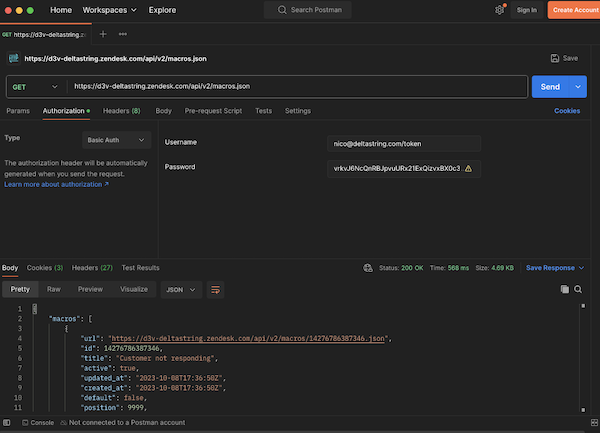 Home Workspaces Explore Search Postman Sign In Create Account
GET https://d3v-deltastring.ze
https://d3v-deltastring.zendesk.com/api/v2/macros.json Save
GET https://d3v-deltastring.zendesk.com/api/v2/macros.json Send
Params Authorization Headers (8) Body Pre-request Script Tests Settings Cookies
Type Basic Auth
Username nico@deltastring.com/token
The authorization header will be automatically
generated when you send the request.
Learn more about authorization ↗
Password
Body Cookies (3) Headers (27) Test Results Status: 200 OK Time: 568 ms Size: 4.69 KB Save Response
Pretty Raw Preview Visualize JSON
1 {
2 "macros": [
3 {
4 "url": "https://d3v-deltastring.zendesk.com/api/v2/macros/14276786387346.json",
5 "id": 14276786387346,
6 "title": "Customer not responding",
7 "active": true,
8 "updated_at": "2023-10-08T17:36:50Z",
9 "created_at": "2023-10-08T17:36:50Z",
10 "default": false,
11 "position": 9999,
Console Not connected to a Postman account